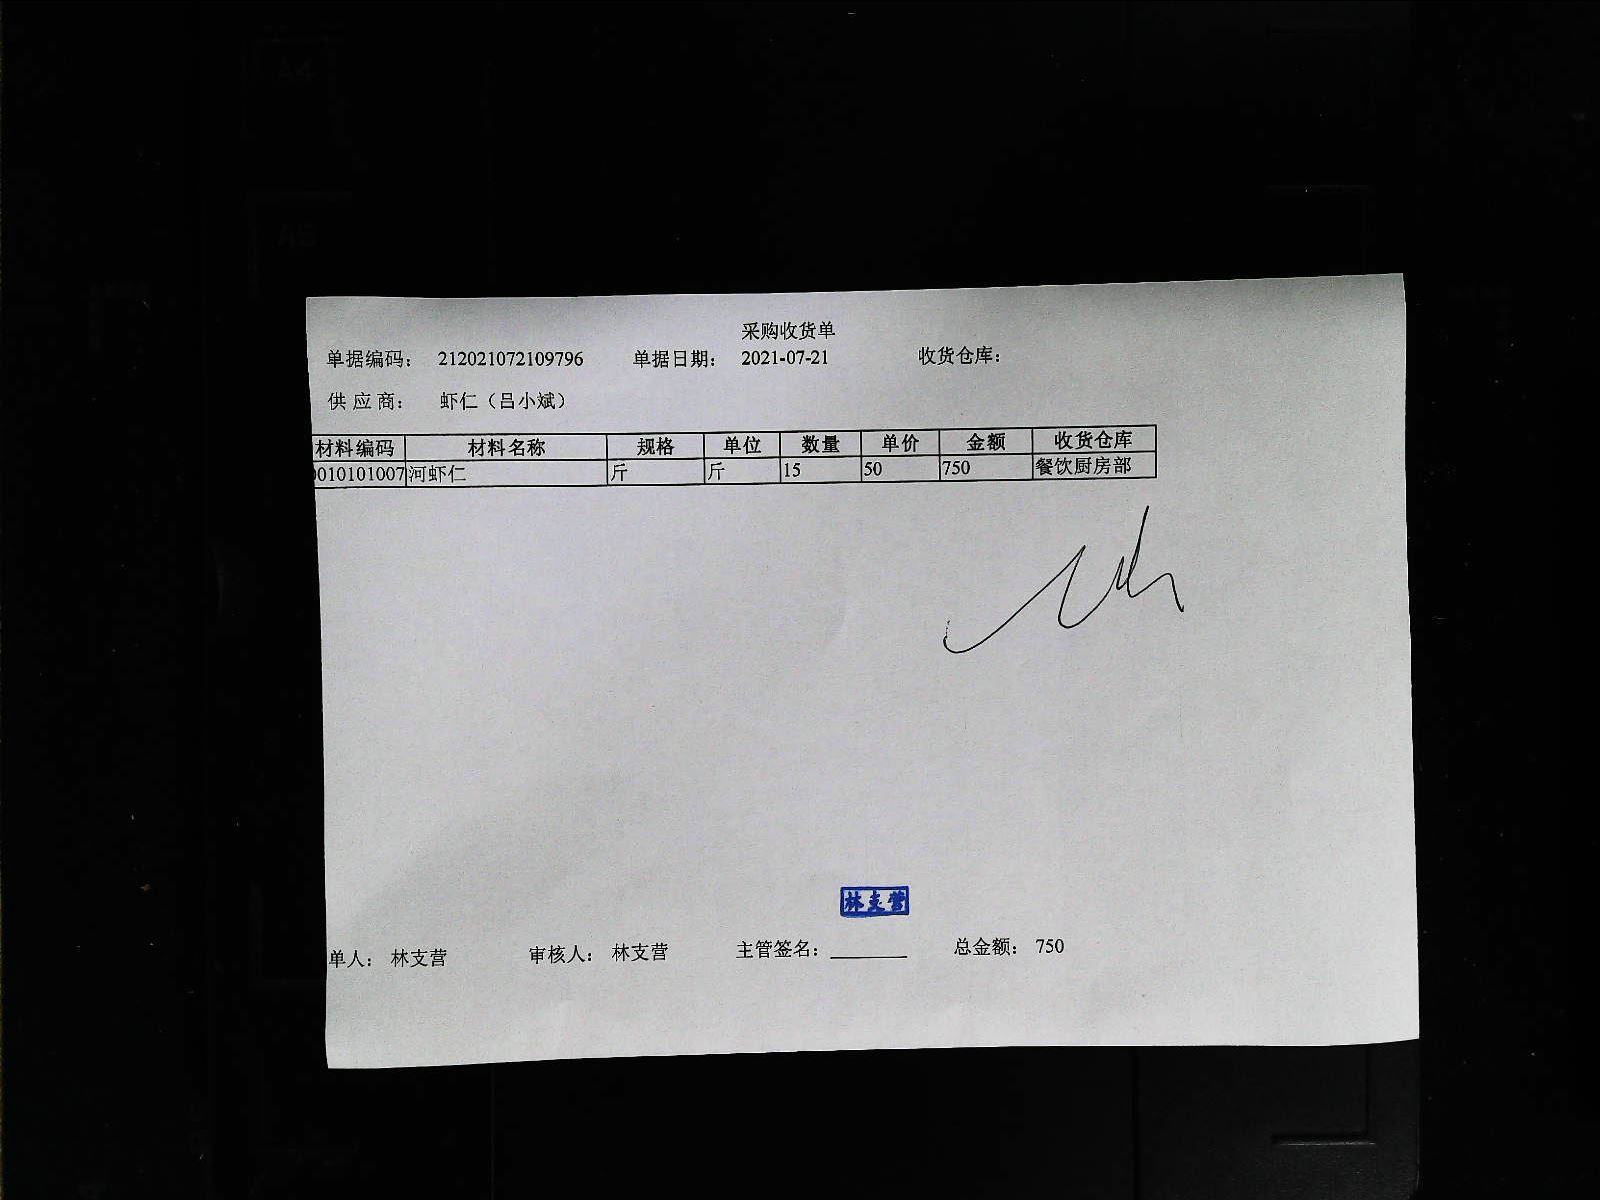 采购收货单
单据编码： 212021072109796 单据日期： 2021-07-21 收货仓库：
供 应 商： 虾仁（吕小斌）
材料编码 材料名称 规格 单位 数量 单价 金额 收货仓库
010101007 河虾仁 斤 斤 15 50 750 餐饮厨房部
林支营
单人： 林支营 审核人： 林支营 主管签名： 总金额： 750